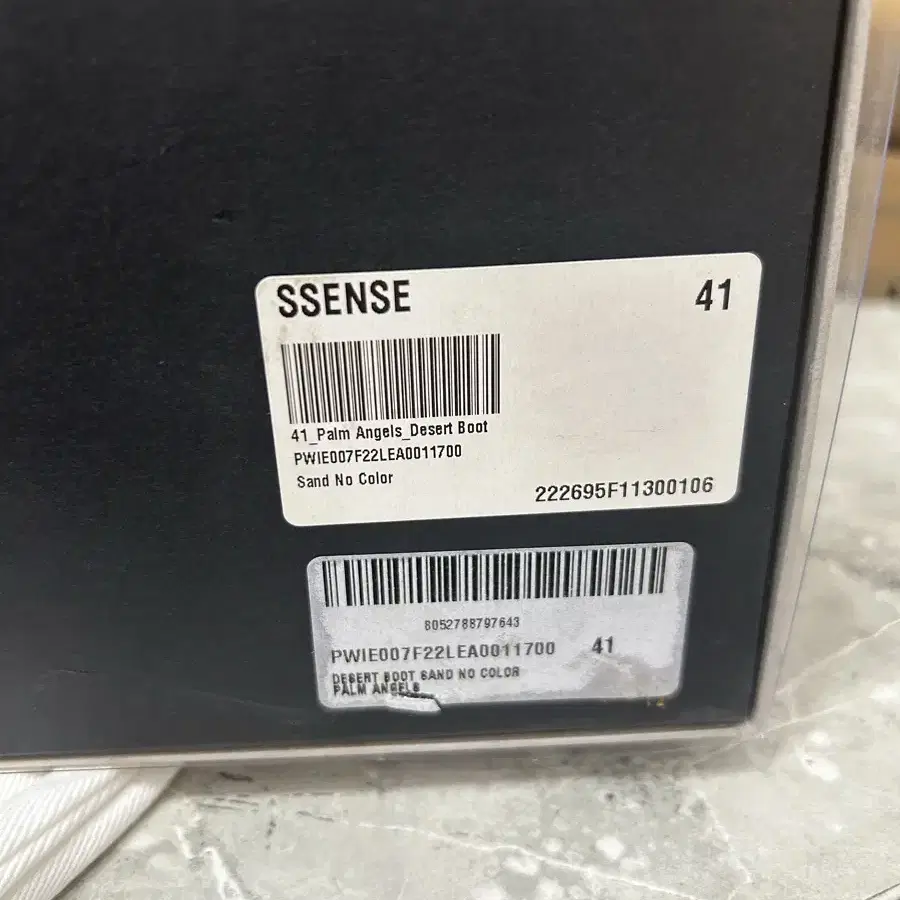 SSENSE 41
41_Palm Angels_Desert Boot
PWIE007F22LEA0011700
Sand No Color
222695F11300106
8052788797643
PWIE007F22LEA0011700 41
DESERT BOOT SAND NO COLOR
PALM ANGELS